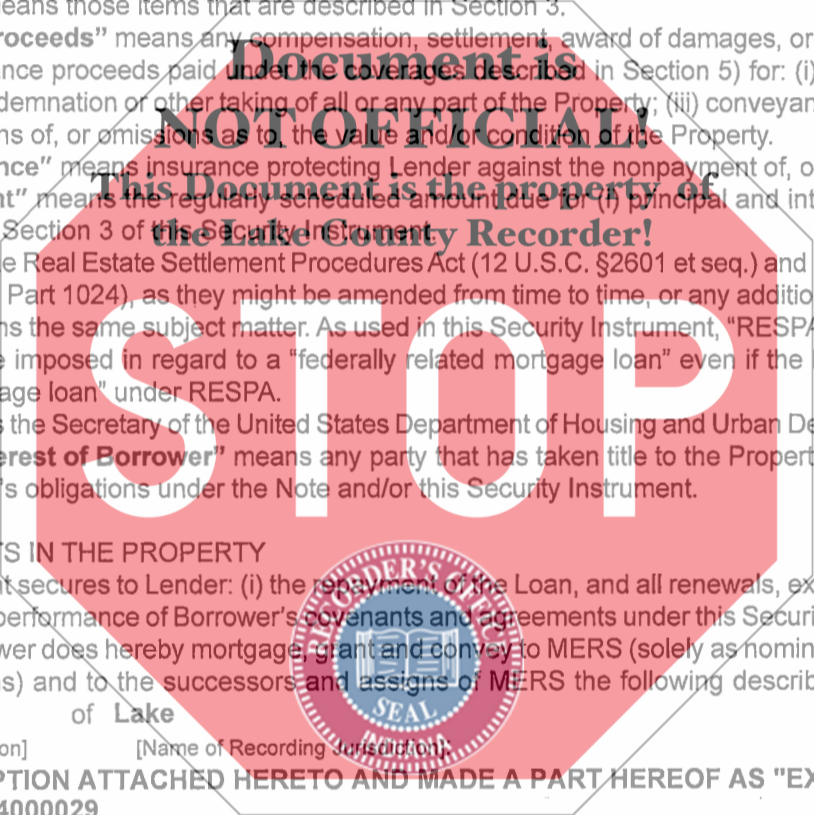 eans those items that are described in Section 3.
roceeds” means any compensation, settlement, award of damages, or
Document is
nce proceeds paid under the coverages described in Section 5) for: (i)
demnation or other taking of all or any part of the Property; (iii) conveyan
NOT OFFICIAL!
ns of, or omissions as to, the value and/or condition of the Property.
nce” means insurance protecting Lender against the nonpayment of, o
This Document is the property of
nt” means the regularly scheduled amount due for (i) principal and int
Section 3 of this Security Instrument.
the Lake County Recorder!
e Real Estate Settlement Procedures Act (12 U.S.C. §2601 et seq.) and
Part 1024), as they might be amended from time to time, or any additio
ns the same subject matter. As used in this Security Instrument, “RESPA
e imposed in regard to a “federally related mortgage loan” even if the
age loan” under RESPA.
STOP
s the Secretary of the United States Department of Housing and Urban De
erest of Borrower” means any party that has taken title to the Propert
’s obligations under the Note and/or this Security Instrument.
S IN THE PROPERTY
t secures to Lender: (i) the repayment of the Loan, and all renewals, ex
performance of Borrower’s covenants and agreements under this Securi
wer does hereby mortgage, grant and convey to MERS (solely as nomin
ns) and to the successors and assigns of MERS the following describ
RECORDER'S OFFICE
SEAL
INDIANA
of Lake
on] [Name of Recording Jurisdiction]:
PTION ATTACHED HERETO AND MADE A PART HEREOF AS "EX
4000029